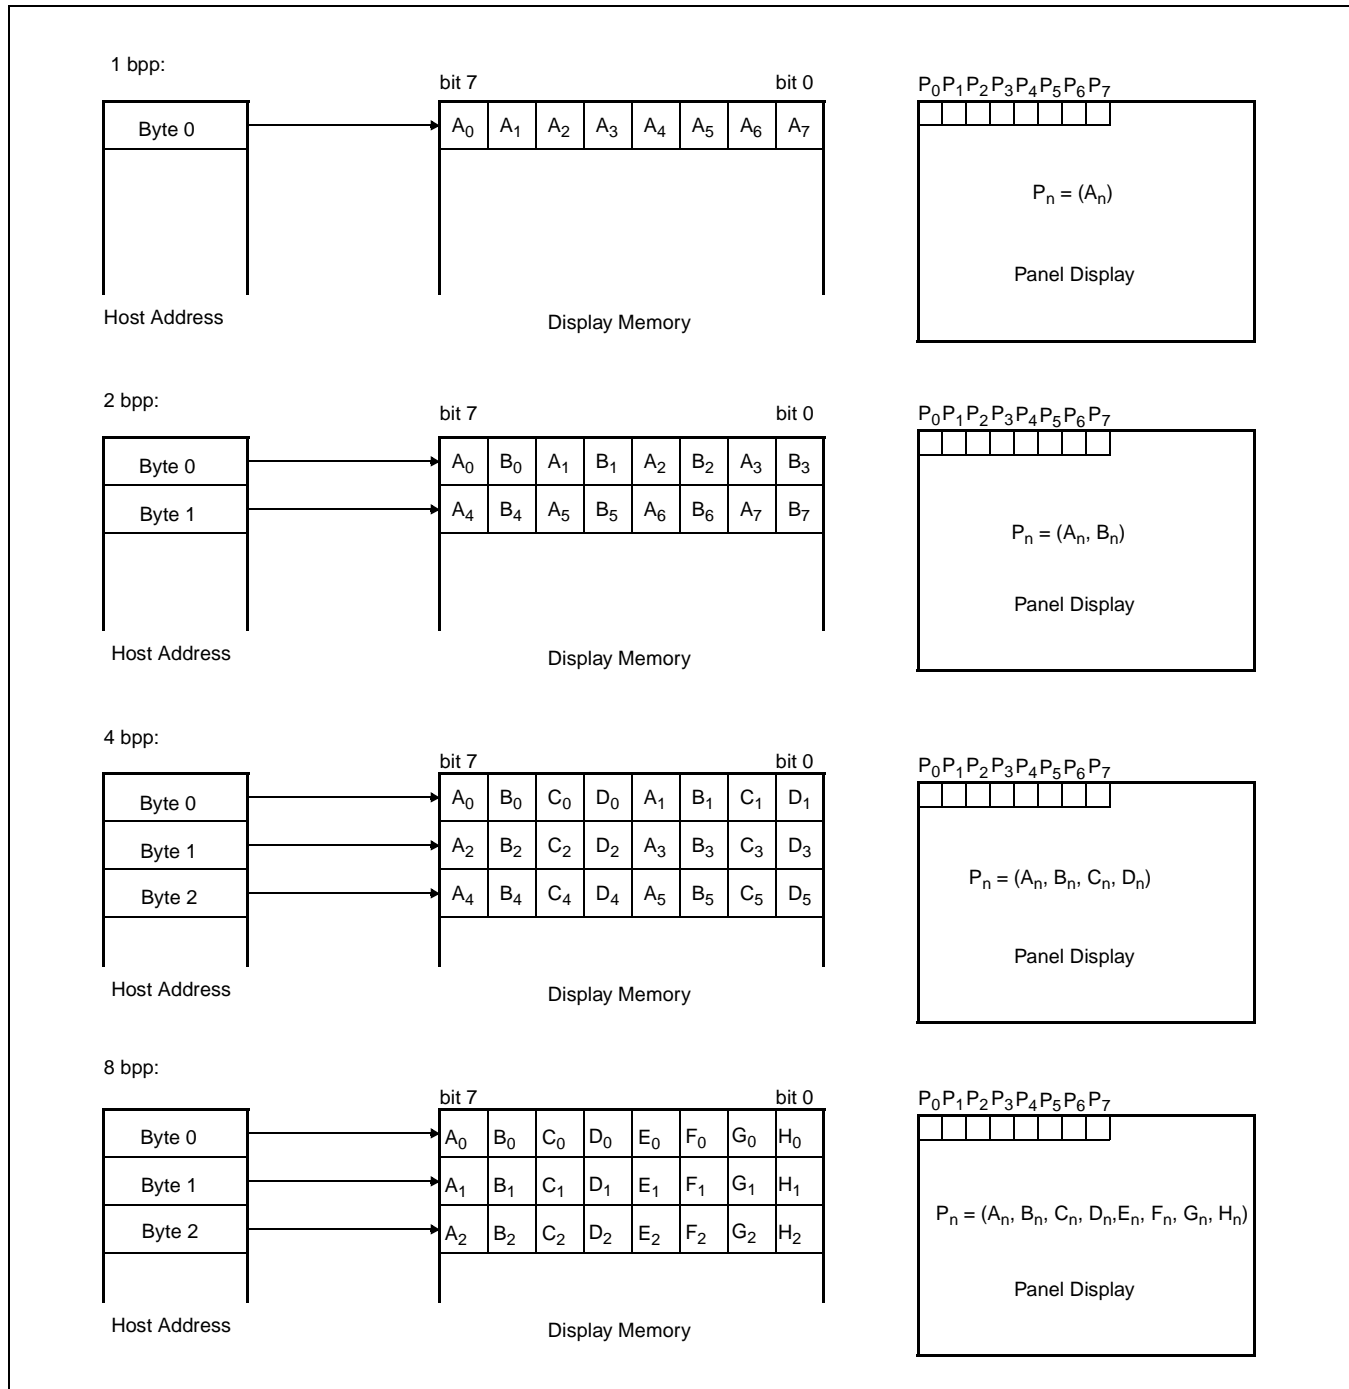 1 bpp:
bit 7 bit 0
P₀P₁P₂P₃P₄P₅P₆P₇
Byte 0
A₀ A₁ A₂ A₃ A₄ A₅ A₆ A₇
Pₙ = (Aₙ)
Panel Display
Host Address
Display Memory
2 bpp:
bit 7 bit 0
P₀P₁P₂P₃P₄P₅P₆P₇
Byte 0
A₀ B₀ A₁ B₁ A₂ B₂ A₃ B₃
Byte 1
A₄ B₄ A₅ B₅ A₆ B₆ A₇ B₇
Pₙ = (Aₙ, Bₙ)
Panel Display
Host Address
Display Memory
4 bpp:
bit 7 bit 0
P₀P₁P₂P₃P₄P₅P₆P₇
Byte 0
A₀ B₀ C₀ D₀ A₁ B₁ C₁ D₁
Byte 1
A₂ B₂ C₂ D₂ A₃ B₃ C₃ D₃
Byte 2
A₄ B₄ C₄ D₄ A₅ B₅ C₅ D₅
Pₙ = (Aₙ, Bₙ, Cₙ, Dₙ)
Panel Display
Host Address
Display Memory
8 bpp:
bit 7 bit 0
P₀P₁P₂P₃P₄P₅P₆P₇
Byte 0
A₀ B₀ C₀ D₀ E₀ F₀ G₀ H₀
Byte 1
A₁ B₁ C₁ D₁ E₁ F₁ G₁ H₁
Byte 2
A₂ B₂ C₂ D₂ E₂ F₂ G₂ H₂
Pₙ = (Aₙ, Bₙ, Cₙ, Dₙ,Eₙ, Fₙ, Gₙ, Hₙ)
Panel Display
Host Address
Display Memory